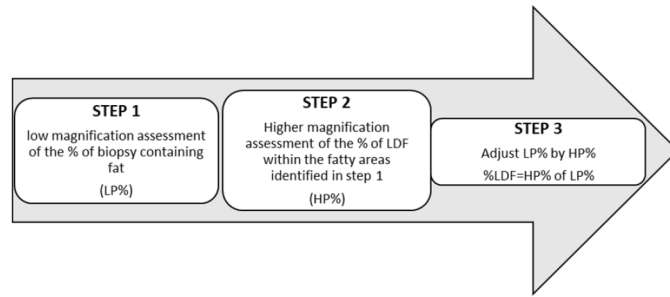 STEP 1
low magnification assessment
of the % of biopsy containing
fat
(LP%)
STEP 2
Higher magnification
assessment of the % of LDF
within the fatty areas
identified in step 1
(HP%)
STEP 3
Adjust LP% by HP%
%LDF=HP% of LP%